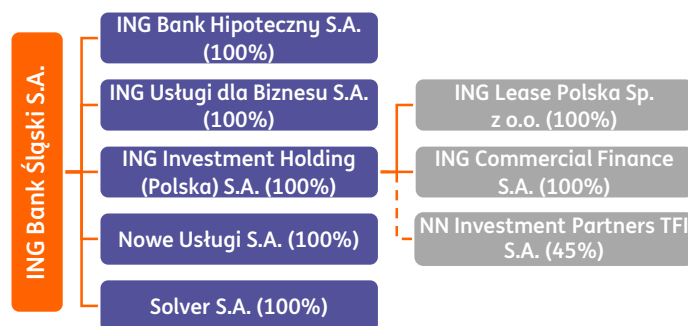 ING Bank Śląski S.A.
ING Bank Hipoteczny S.A.
(100%)
ING Usługi dla Biznesu S.A.
(100%)
ING Investment Holding
(Polska) S.A. (100%)
Nowe Usługi S.A. (100%)
Solver S.A. (100%)
ING Lease Polska Sp.
z o.o. (100%)
ING Commercial Finance
S.A. (100%)
NN Investment Partners TFI
S.A. (45%)